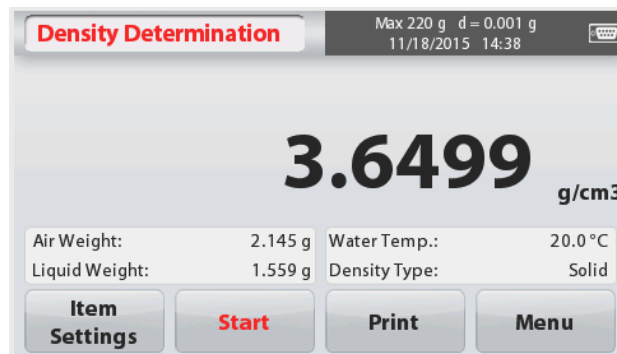 Density Determination
Max 220 g d = 0.001 g
11/18/2015 14:38
3.6499
g/cm3
Air Weight: 2.145 g Water Temp.: 20.0 °C
Liquid Weight: 1.559 g Density Type: Solid
Item Settings
Start
Print
Menu